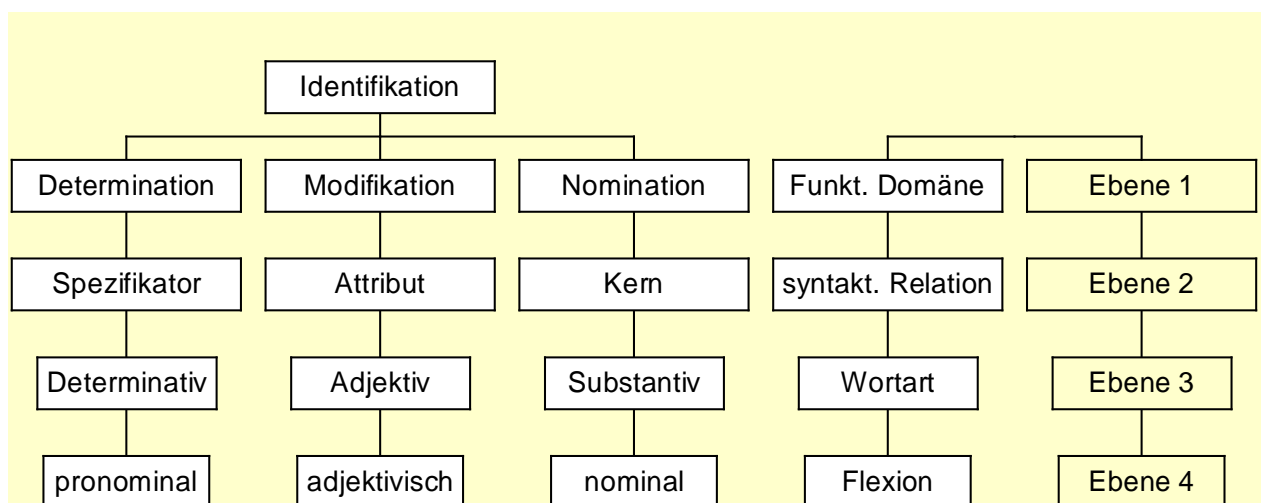 Identifikation
Determination Modifikation Nomination Funkt. Domäne Ebene 1
Spezifikator Attribut Kern syntakt. Relation Ebene 2
Determinativ Adjektiv Substantiv Wortart Ebene 3
pronominal adjektivisch nominal Flexion Ebene 4